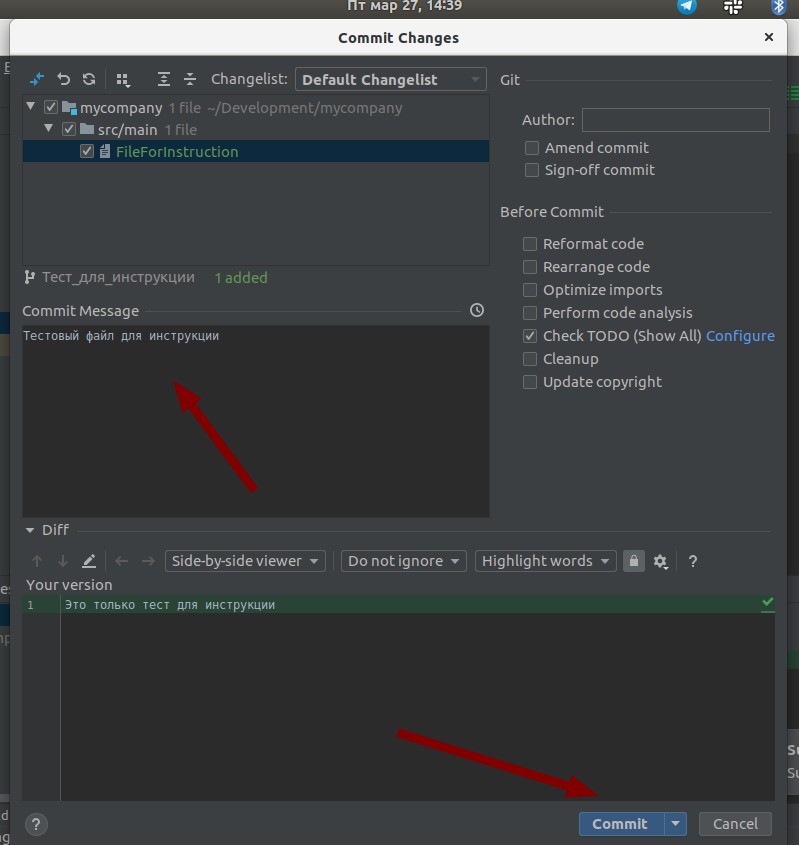 Пт мар 27, 14:39
Commit Changes
Changelist: Default Changelist
mycompany 1 file ~/Development/mycompany
src/main 1 file
FileForInstruction
Тест_для_инструкции 1 added
Commit Message
Тестовый файл для инструкции
Git
Author:
Amend commit
Sign-off commit
Before Commit
Reformat code
Rearrange code
Optimize imports
Perform code analysis
Check TODO (Show All) Configure
Cleanup
Update copyright
Diff
Side-by-side viewer Do not ignore Highlight words ?
Your version
1 Это только тест для инструкции
? Commit Cancel